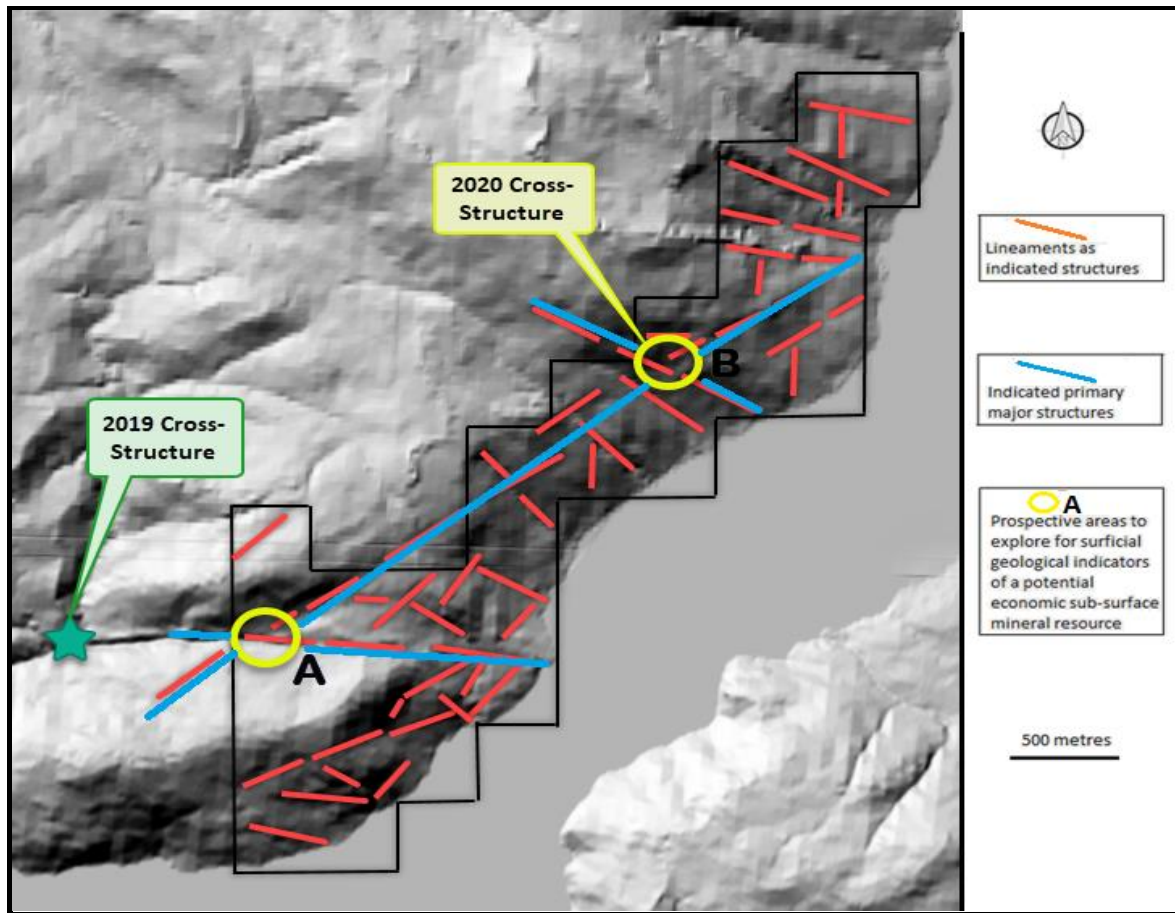 2020 Cross-
Structure
B
2019 Cross-
Structure
A
Lineaments as
indicated structures
Indicated primary
major structures
A
Prospective areas to
explore for surficial
geological indicators
of a potential
economic sub-surface
mineral resource
500 metres